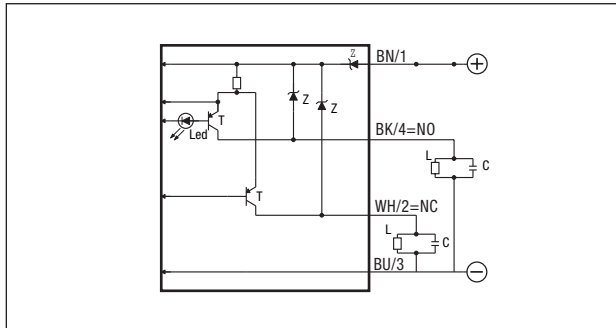 Z
BN/1
+
Z
Z
Led
T
BK/4=NO
L
C
T
WH/2=NC
L
C
BU/3
−